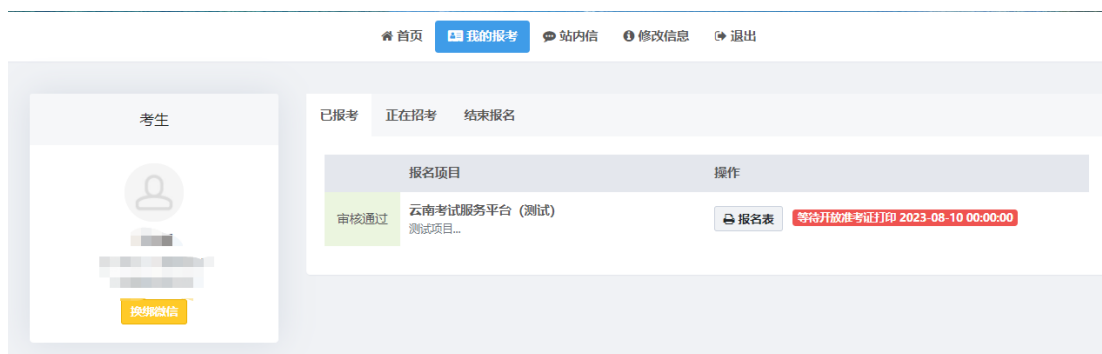 首页 我的报考 站内信 修改信息 退出
考生
换绑微信
已报考 正在招考 结束报名
报名项目 操作
审核通过 云南考试服务平台（测试） 报名表 等待开放准考证打印 2023-08-10 00:00:00
测试项目...